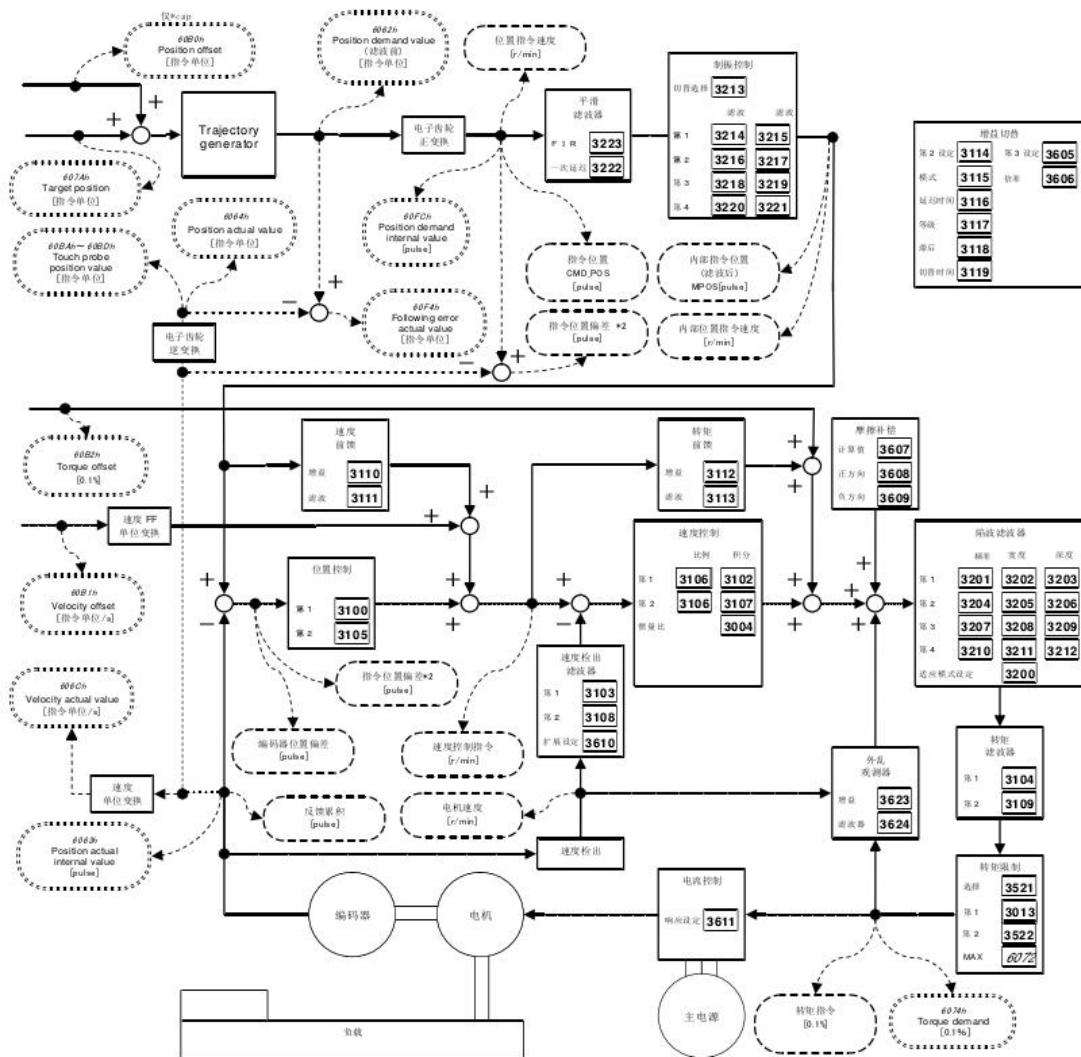 仅*csp
60B0h
Position offset
[指令单位]
6062h
Position demand value
(滤波前)
[指令单位]
位置指令速度
[r/min]
制振控制
切替选择 3213
滤波 滤波
第 1 3214 3215
第 2 3216 3217
第 3 3218 3219
第 4 3220 3221
平滑
滤波器
F I R 3223
一次延迟 3222
Trajectory
generator
电子齿轮
正变换
增益切替
第 2 设定 3114 第 3 设定 3605
模式 3115 倍率 3606
延迟时间 3116
等级 3117
滞后 3118
切替时间 3119
607Ah
Target position
[指令单位]
6064h
Position actual value
[指令单位]
60BAh～60BDh
Touch probe
position value
[指令单位]
60FCh
Position demand
internal value
[pulse]
指令位置
CMD_POS
[pulse]
内部指令位置
(滤波后)
MPOS[pulse]
60F4h
Following error
actual value
[指令单位]
指令位置偏差 *2
[pulse]
内部位置指令速度
[r/min]
电子齿轮
逆变换
60B2h
Torque offset
[0.1%]
速度
前馈
增益 3110
滤波 3111
转矩
前馈
增益 3112
滤波 3113
摩擦补偿
计算值 3607
正方向 3608
负方向 3609
速度 FF
单位变换
60B1h
Velocity offset
[指令单位/s]
位置控制
第 1 3100
第 2 3105
速度控制
比例 积分
第 1 3106 3102
第 2 3106 3107
惯量比 3004
陷波滤波器
频率 宽度 深度
第 1 3201 3202 3203
第 2 3204 3205 3206
第 3 3207 3208 3209
第 4 3210 3211 3212
适应模式设定 3200
606Ch
Velocity actual value
[指令单位/s]
指令位置偏差*2
[pulse]
速度检出
滤波器
第 1 3103
第 2 3108
扩展设定 3610
编码器位置偏差
[pulse]
速度控制指令
[r/min]
外乱
观测器
增益 3623
滤波器 3624
转矩
滤波器
第 1 3104
第 2 3109
速度
单位变换
反馈累积
[pulse]
电机速度
[r/min]
6063h
Position actual
internal value
[pulse]
速度检出
转矩限制
选择 3521
第 1 3013
第 2 3522
MAX 6072
电流控制
响应设定 3611
编码器
电机
主电源
负载
转矩指令
[0.1%]
6074h
Torque demand
[0.1%]